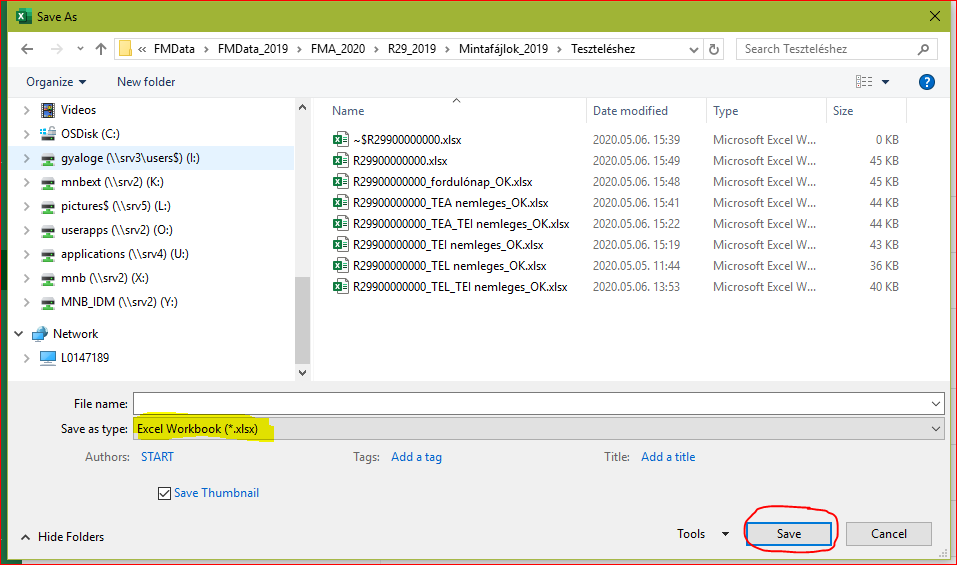 Save As
« FMData > FMData_2019 > FMA_2020 > R29_2019 > Mintafájlok_2019 > Teszteléshez
Search Teszteléshez
Organize
New folder
Videos
OSDisk (C:)
gyaloge (\\srv3\users$) (I:)
mnbext (\\srv2) (K:)
pictures$ (\\srv5) (L:)
userapps (\\srv2) (O:)
applications (\\srv4) (U:)
mnb (\\srv2) (X:)
MNB_IDM (\\srv2) (Y:)
Network
L0147189
Name Date modified Type Size
~$R29900000000.xlsx 2020.05.06. 15:39 Microsoft Excel W... 0 KB
R29900000000.xlsx 2020.05.06. 15:49 Microsoft Excel W... 45 KB
R29900000000_fordulónap_OK.xlsx 2020.05.06. 15:48 Microsoft Excel W... 45 KB
R29900000000_TEA nemleges_OK.xlsx 2020.05.06. 15:41 Microsoft Excel W... 44 KB
R29900000000_TEA_TEI nemleges_OK.xlsx 2020.05.06. 15:22 Microsoft Excel W... 44 KB
R29900000000_TEI nemleges_OK.xlsx 2020.05.06. 15:19 Microsoft Excel W... 43 KB
R29900000000_TEL nemleges_OK.xlsx 2020.05.05. 11:44 Microsoft Excel W... 36 KB
R29900000000_TEL_TEI nemleges_OK.xlsx 2020.05.06. 13:53 Microsoft Excel W... 40 KB
File name:
Save as type: Excel Workbook (*.xlsx)
Authors: START Tags: Add a tag Title: Add a title
Save Thumbnail
Hide Folders Tools Save Cancel